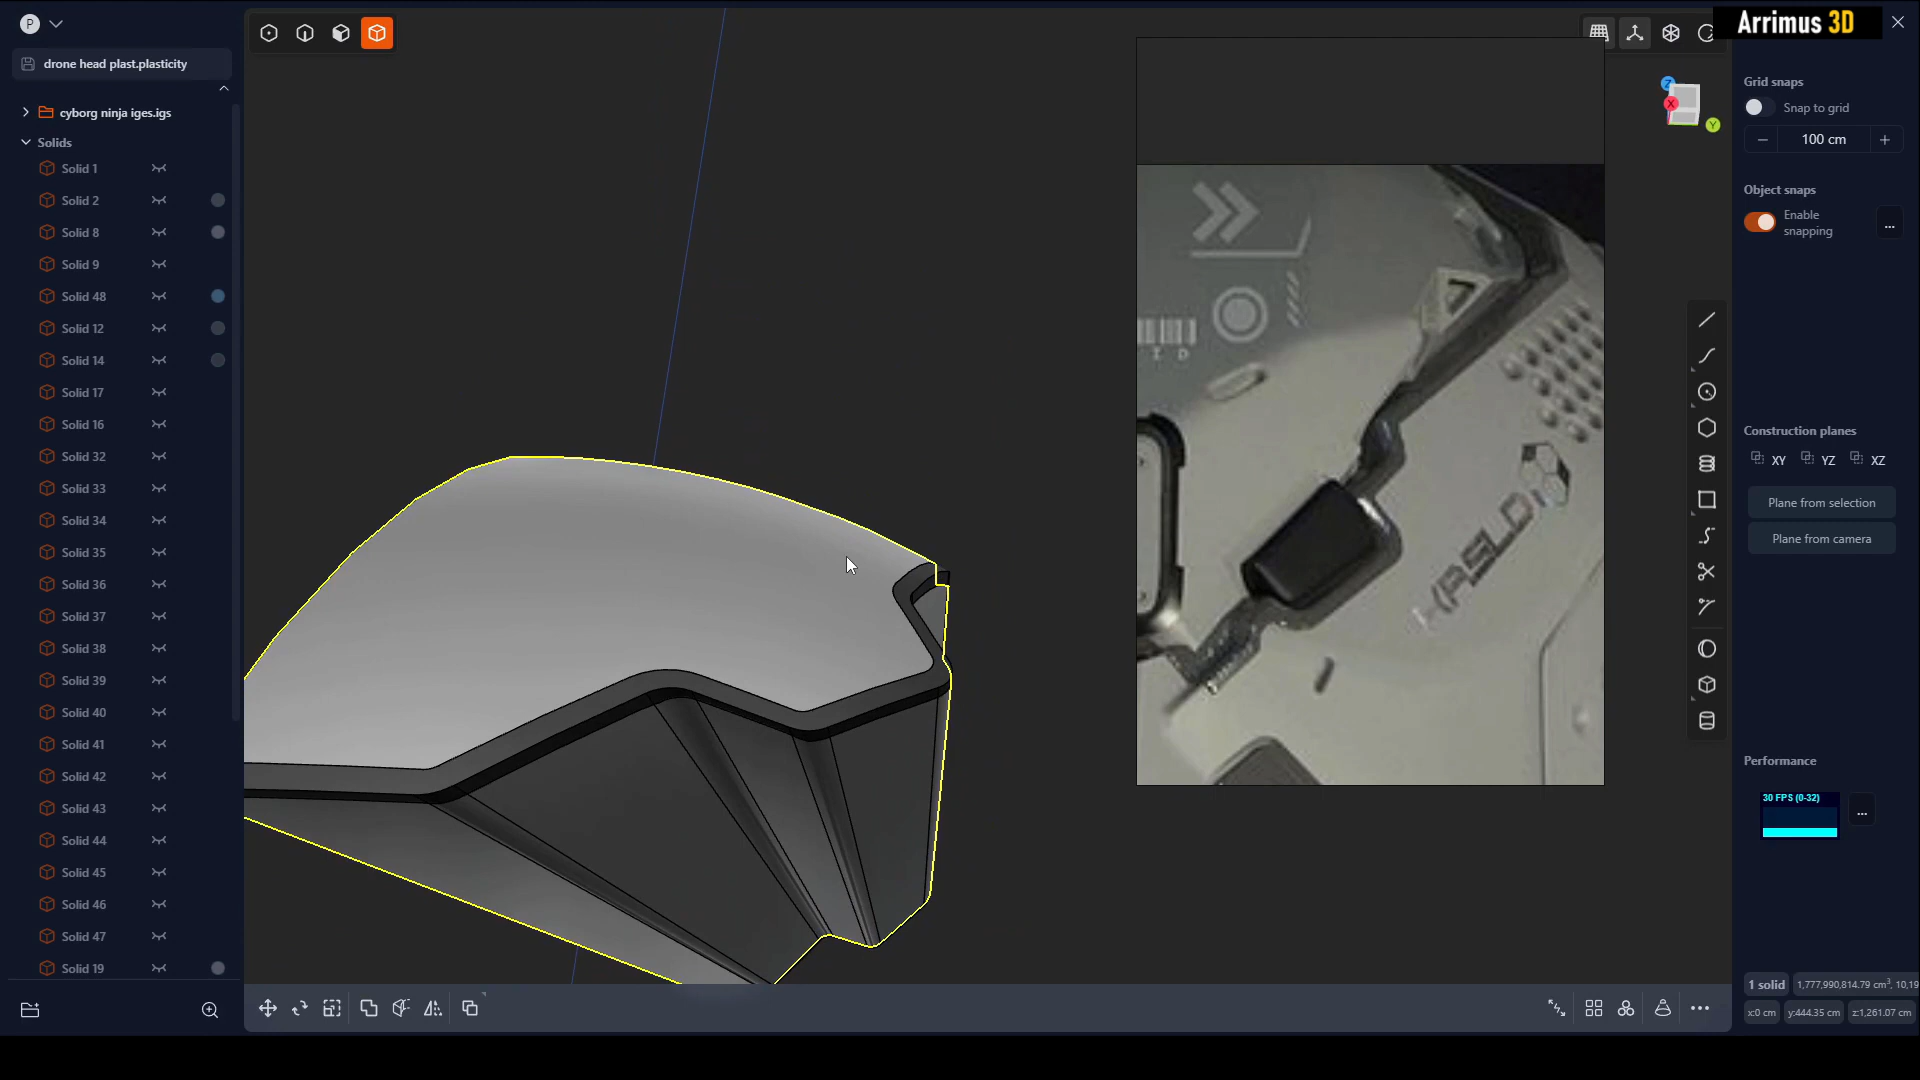 P
Arrimus 3D
drone head plast.plasticity
cyborg ninja iges.igs
Solids
Solid 1
Solid 2
Solid 8
Solid 9
Solid 48
Solid 12
Solid 14
Solid 17
Solid 16
Solid 32
Solid 33
Solid 34
Solid 35
Solid 36
Solid 37
Solid 38
Solid 39
Solid 40
Solid 41
Solid 42
Solid 43
Solid 44
Solid 45
Solid 46
Solid 47
Solid 19
Z
X
Y
I D
Grid snaps
Snap to grid
100 cm
Object snaps
Enable
snapping
...
Construction planes
XY YZ XZ
Plane from selection
Plane from camera
Performance
30 FPS (0-32)
...
1 solid 1,777,990,814.79 cm³, 10,19
x:0 cm y:444.35 cm z:1,261.07 cm